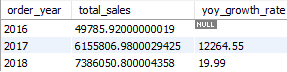 order_year total_sales yoy_growth_rate
2016 49785.92000000019 NULL
2017 6155806.9800029425 12264.55
2018 7386050.800004358 19.99